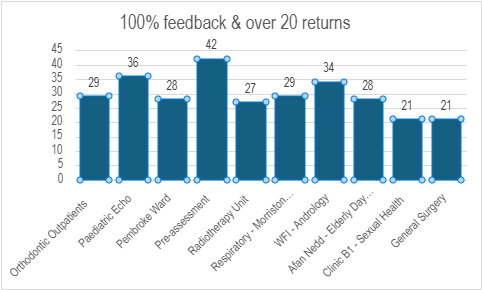 100% feedback & over 20 returns
45
40
35
30
25
20
15
10
5
0
29
36
28
42
27
29
34
28
21
21
Orthodontic Outpatients
Paediatric Echo
Pembroke Ward
Pre-assessment
Radiotherapy Unit
Respiratory - Morriston…
WFI - Andrology
Afan Nedd - Elderly Day…
Clinic B1 - Sexual Health
General Surgery